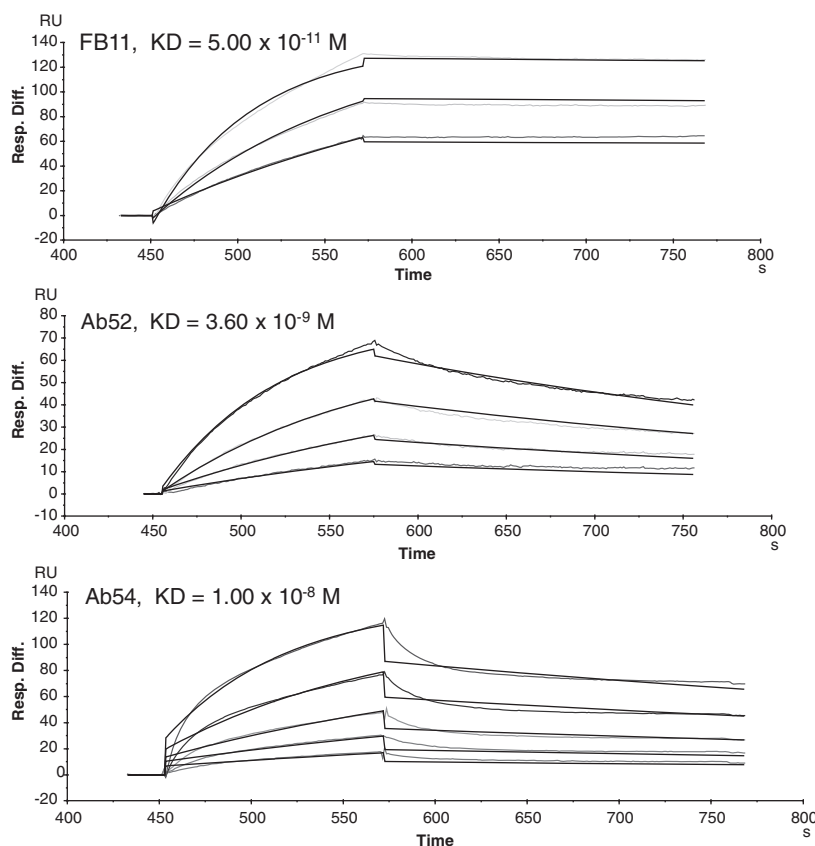 RU
FB11, KD = 5.00 x 10⁻¹¹ M
140
120
100
80
60
40
20
0
-20
Resp. Diff.
400 450 500 550 600 650 700 750 800
Time
s
RU
Ab52, KD = 3.60 x 10⁻⁹ M
80
70
60
50
40
30
20
10
0
-10
Resp. Diff.
400 450 500 550 600 650 700 750 800
Time
s
RU
Ab54, KD = 1.00 x 10⁻⁸ M
140
120
100
80
60
40
20
0
-20
Resp. Diff.
400 450 500 550 600 650 700 750 800
Time
s